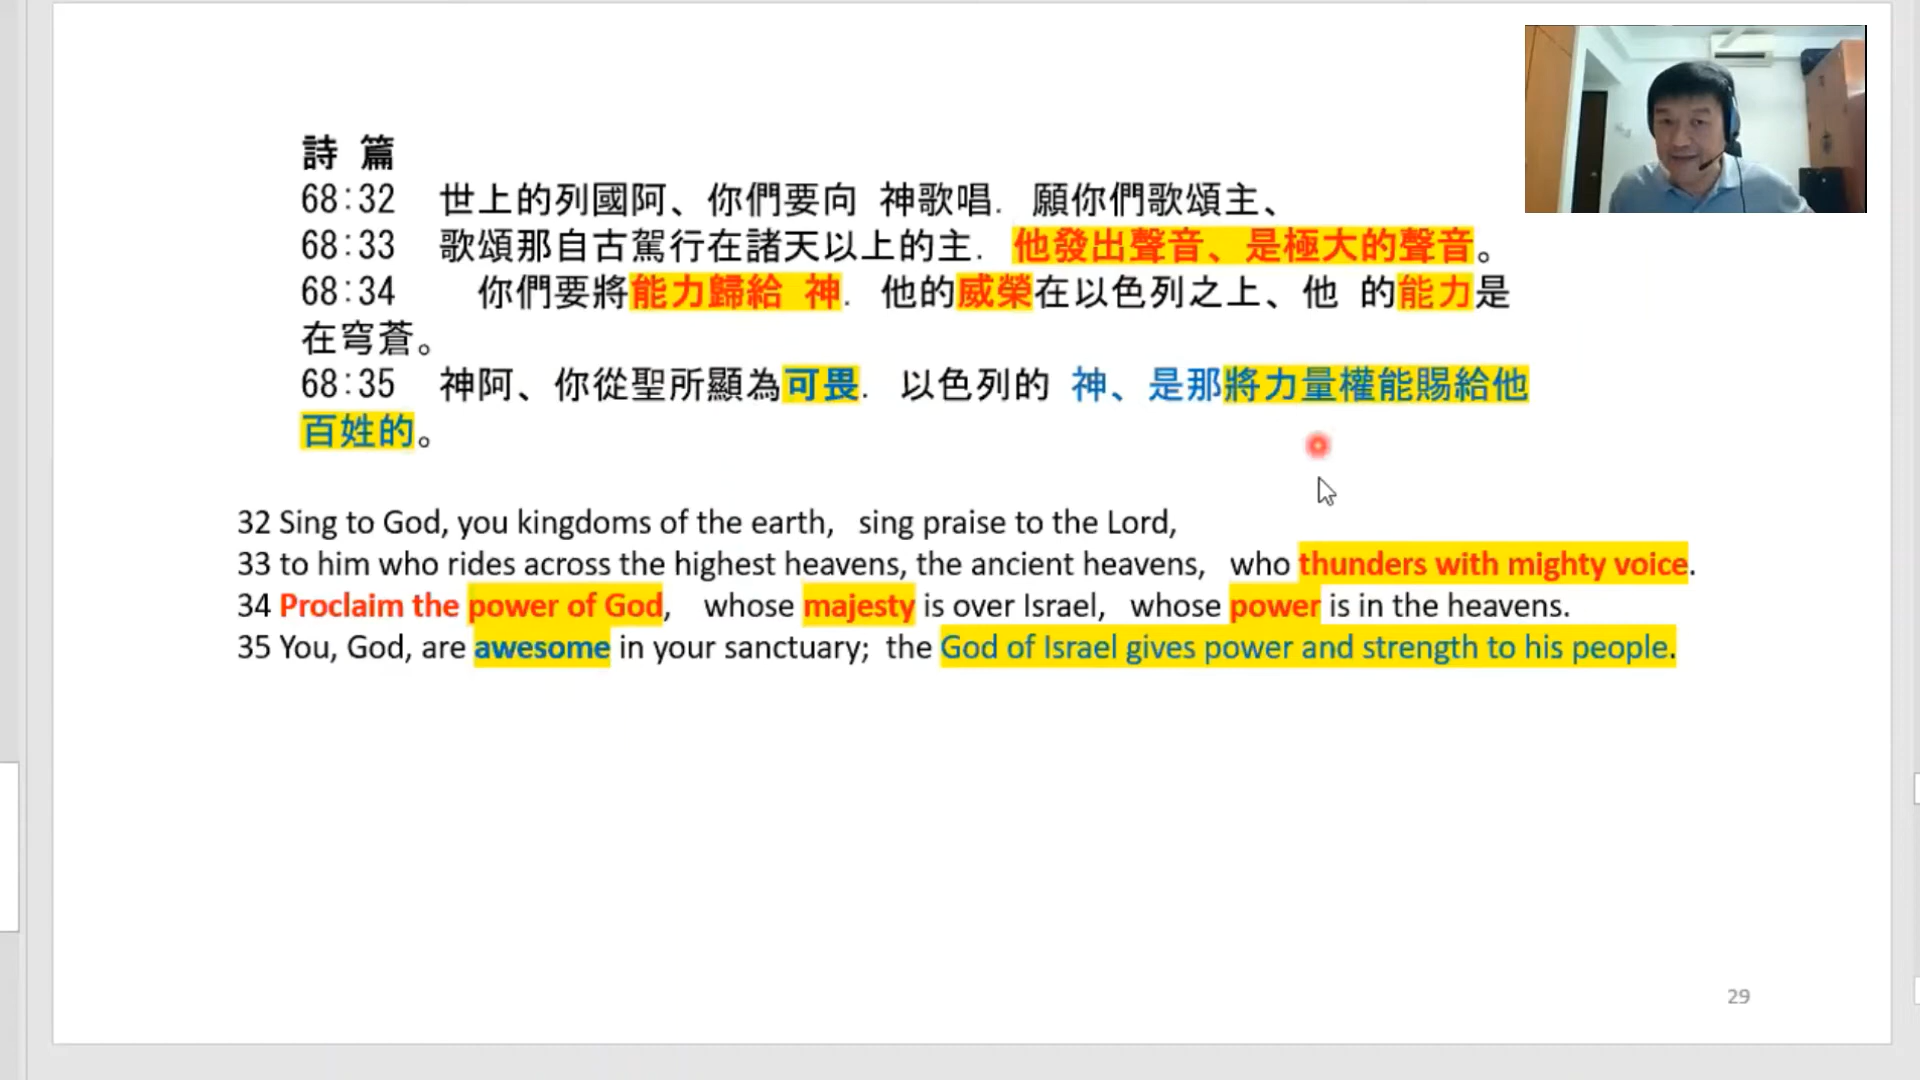 詩 篇
68:32 世上的列國阿、你們要向 神歌唱. 願你們歌頌主、
68:33 歌頌那自古駕行在諸天以上的主. 他發出聲音、是極大的聲音。
68:34 你們要將能力歸給 神. 他的威榮在以色列之上、他 的能力是
在穹蒼。
68:35 神阿、你從聖所顯為可畏. 以色列的 神、是那將力量權能賜給他
百姓的。
32 Sing to God, you kingdoms of the earth, sing praise to the Lord,
33 to him who rides across the highest heavens, the ancient heavens, who thunders with mighty voice.
34 Proclaim the power of God, whose majesty is over Israel, whose power is in the heavens.
35 You, God, are awesome in your sanctuary; the God of Israel gives power and strength to his people.
29